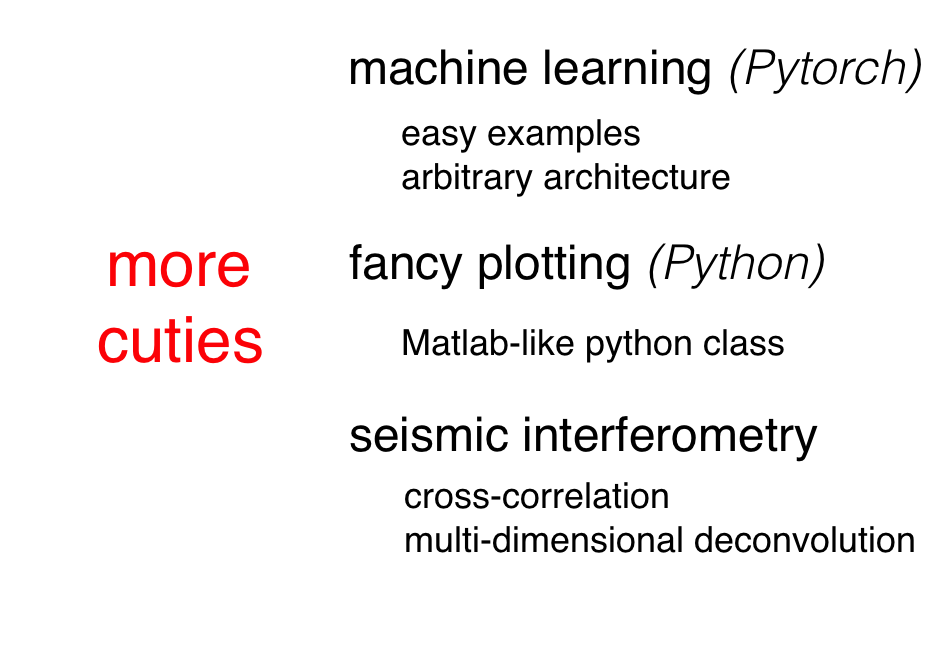 machine learning (Pytorch)
easy examples
arbitrary architecture
more
cuties
fancy plotting (Python)
Matlab-like python class
seismic interferometry
cross-correlation
multi-dimensional deconvolution